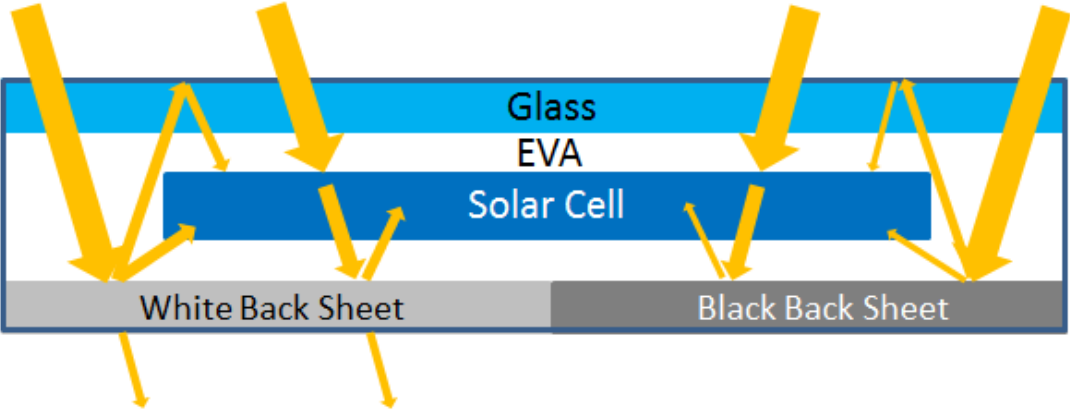 Glass
EVA
Solar Cell
White Back Sheet
Black Back Sheet